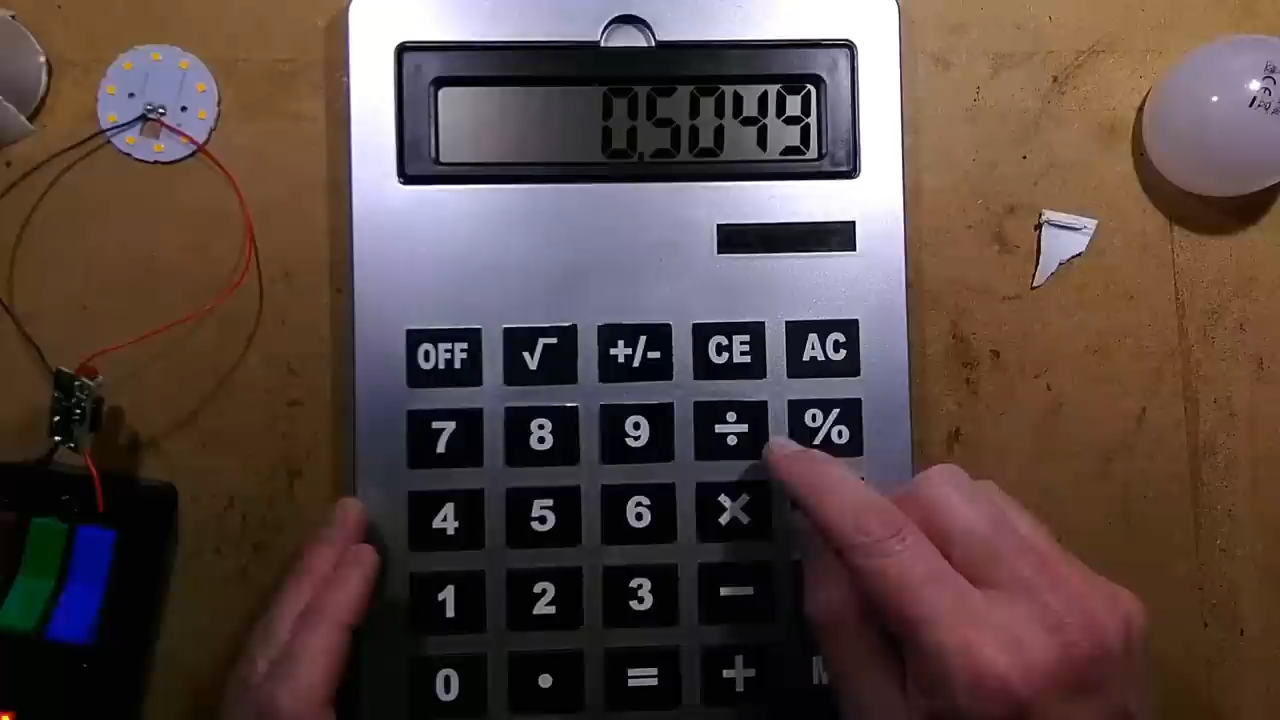 0.5049
OFF √ +/- CE AC
7 8 9 ÷ %
4 5 6 ×
1 2 3 −
0 • = + M